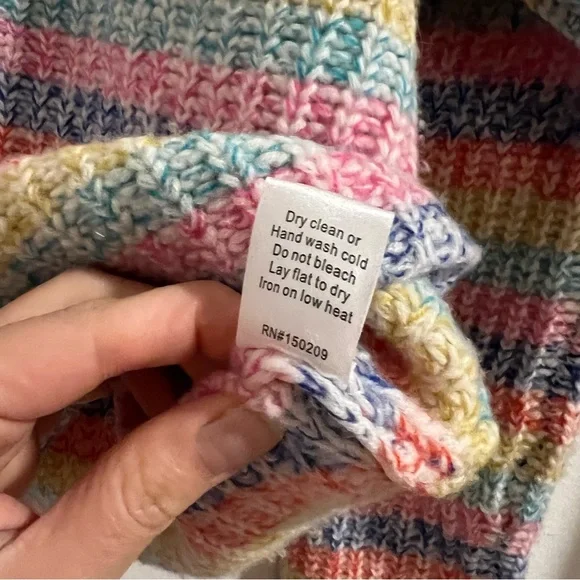 Dry clean or
Hand wash cold
Do not bleach
Lay flat to dry
Iron on low heat
RN#150209